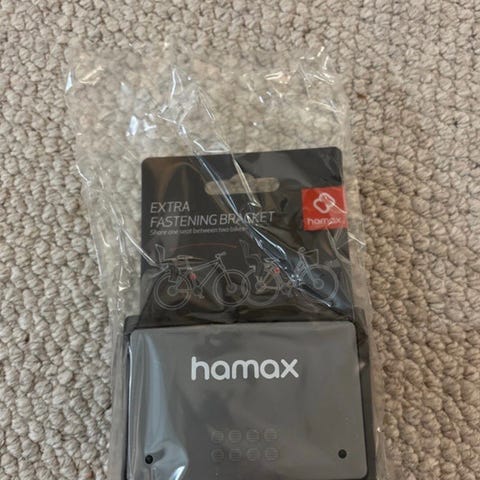 EXTRA
FASTENING BRACKET
Share one seat between two bikes
hamax
hamax